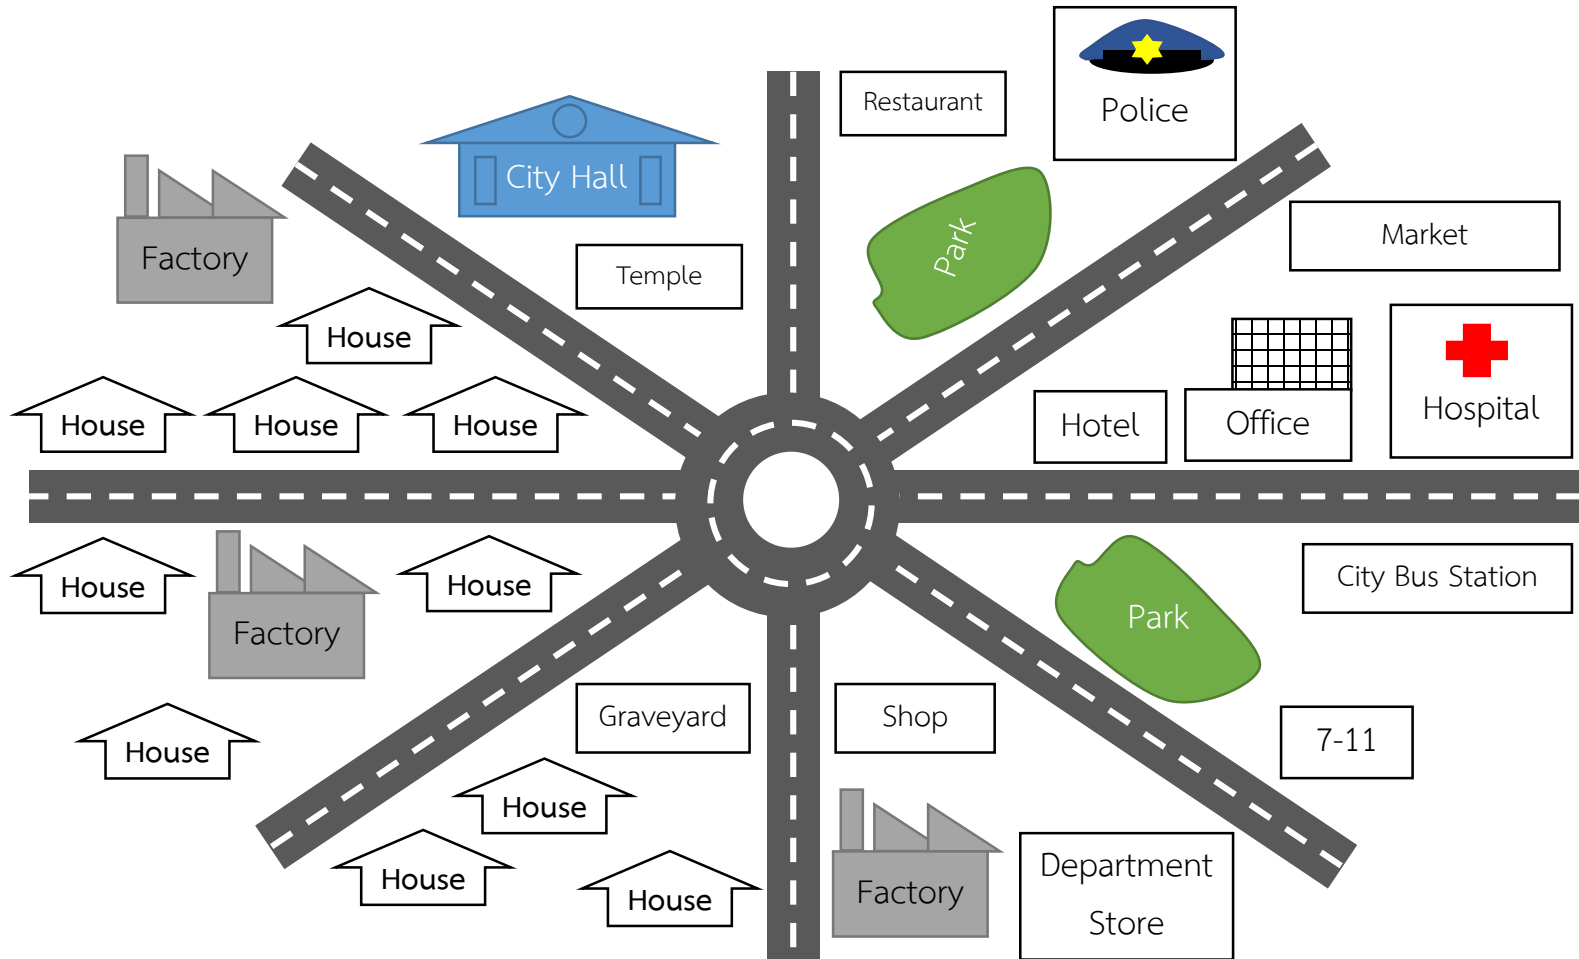 Restaurant
Police
City Hall
Factory
Temple
Park
Market
House
House
House
House
Hotel
Office
Hospital
House
Factory
House
Park
City Bus Station
House
Graveyard
Shop
7-11
House
House
House
Factory
Department
Store